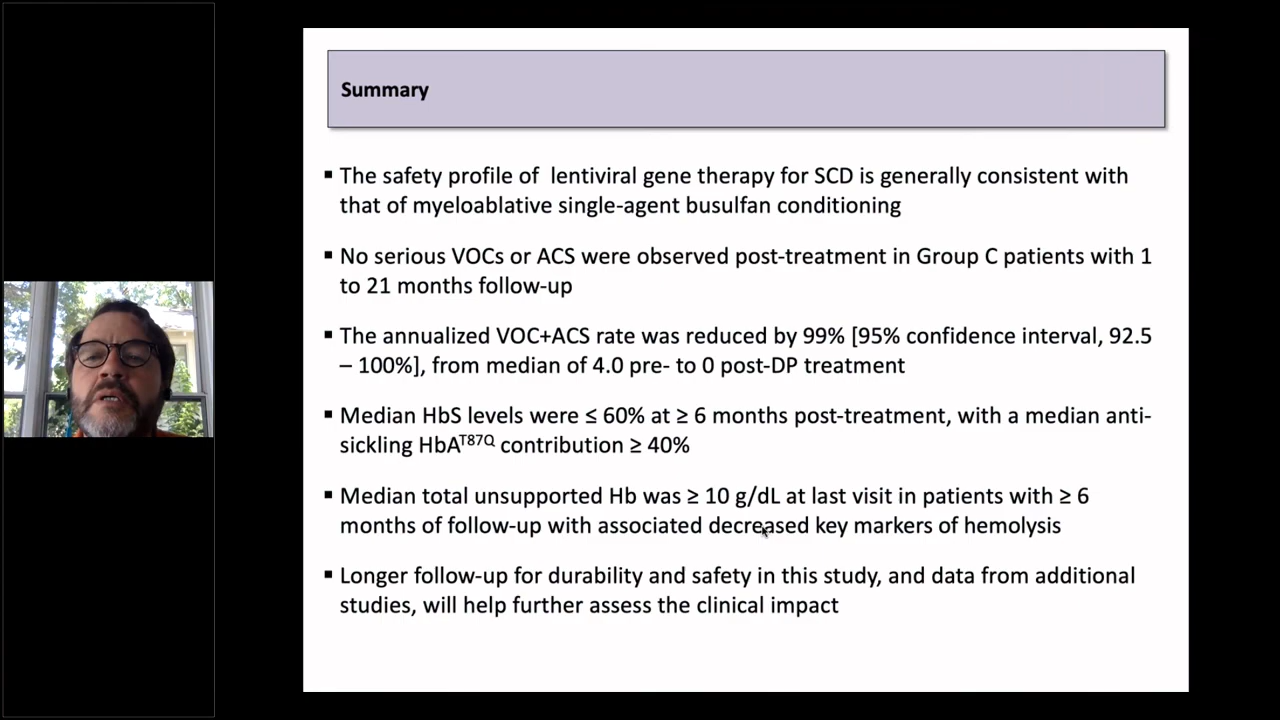 Summary
▪ The safety profile of  lentiviral gene therapy for SCD is generally consistent with
that of myeloablative single-agent busulfan conditioning
▪ No serious VOCs or ACS were observed post-treatment in Group C patients with 1
to 21 months follow-up
▪ The annualized VOC+ACS rate was reduced by 99% [95% confidence interval, 92.5
– 100%], from median of 4.0 pre- to 0 post-DP treatment
▪ Median HbS levels were ≤ 60% at ≥ 6 months post-treatment, with a median anti-
sickling HbAᵀ⁸⁷Q contribution ≥ 40%
▪ Median total unsupported Hb was ≥ 10 g/dL at last visit in patients with ≥ 6
months of follow-up with associated decreased key markers of hemolysis
▪ Longer follow-up for durability and safety in this study, and data from additional
studies, will help further assess the clinical impact